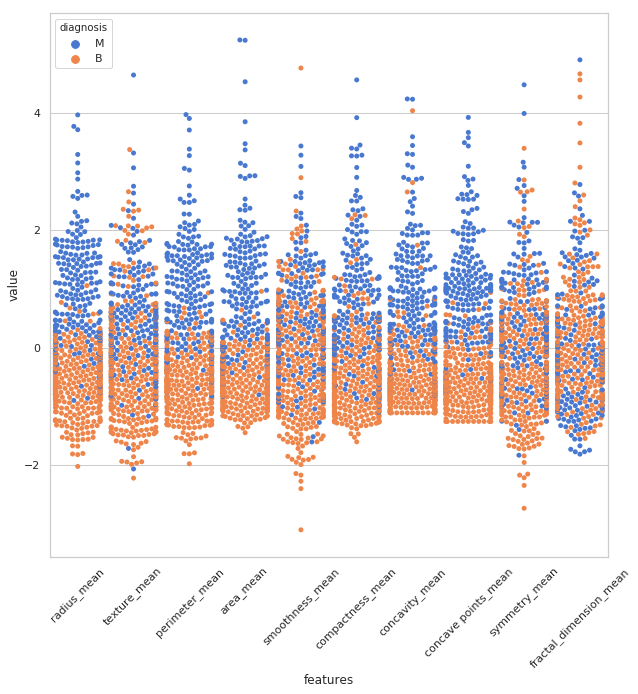 diagnosis
M
B
value
4
2
0
−2
radius_mean
texture_mean
perimeter_mean
area_mean
smoothness_mean
compactness_mean
concavity_mean
concave points_mean
symmetry_mean
fractal_dimension_mean
features